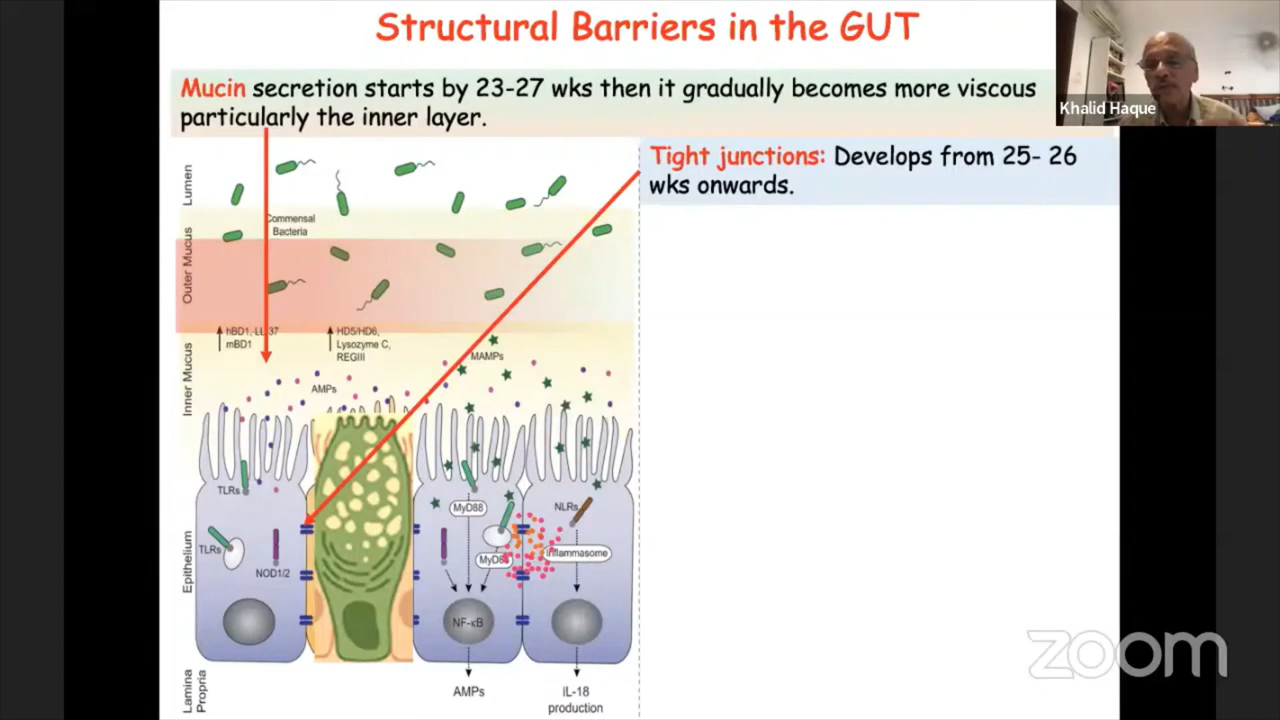 Structural Barriers in the GUT
Mucin secretion starts by 23-27 wks then it gradually becomes more viscous
particularly the inner layer.
Khalid Haque
Tight junctions: Develops from 25- 26
wks onwards.
Lumen
Commensal
Bacteria
Outer Mucus
hBD1, LL-37
mBD1
HD5/HD6,
Lysozyme C,
REGIII
MAMPs
Inner Mucus
AMPs
TLRs
MyD88
NLRs
TLRs
NOD1/2
MyD88
Inflammasome
Epithelium
NF-κB
Lamina
Propria
AMPs
IL-18
production
zoom